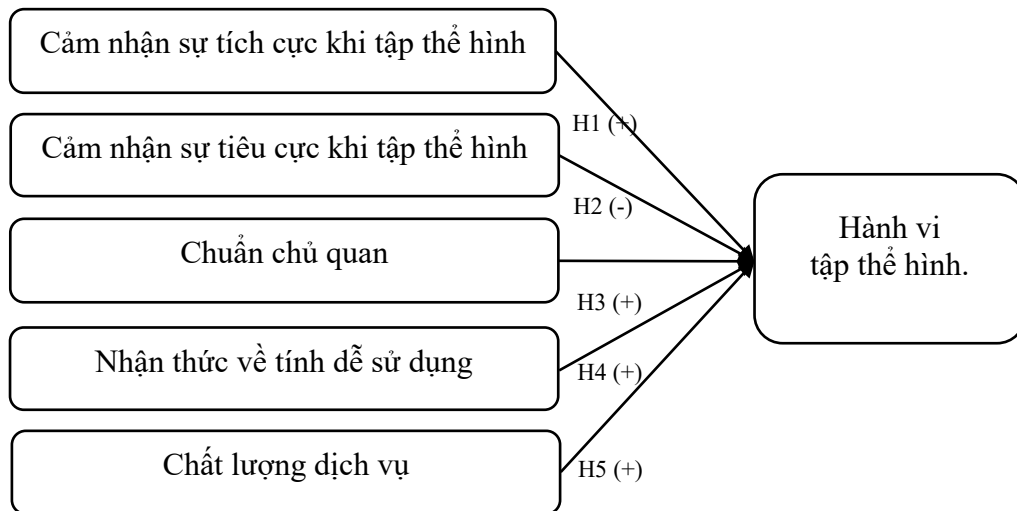 Cảm nhận sự tích cực khi tập thể hình
H1 (+)
Cảm nhận sự tiêu cực khi tập thể hình
H2 (-)
Chuẩn chủ quan
H3 (+)
Nhận thức về tính dễ sử dụng
H4 (+)
Chất lượng dịch vụ
H5 (+)
Hành vi
tập thể hình.